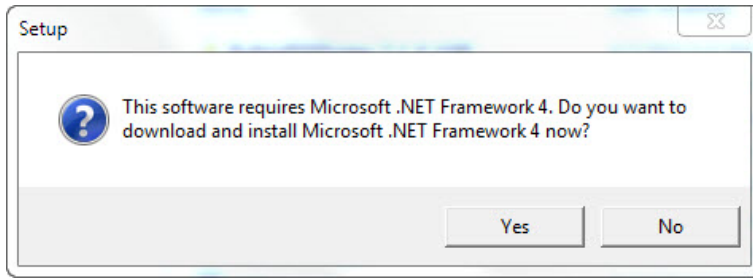 Setup
This software requires Microsoft .NET Framework 4. Do you want to
download and install Microsoft .NET Framework 4 now?
Yes
No